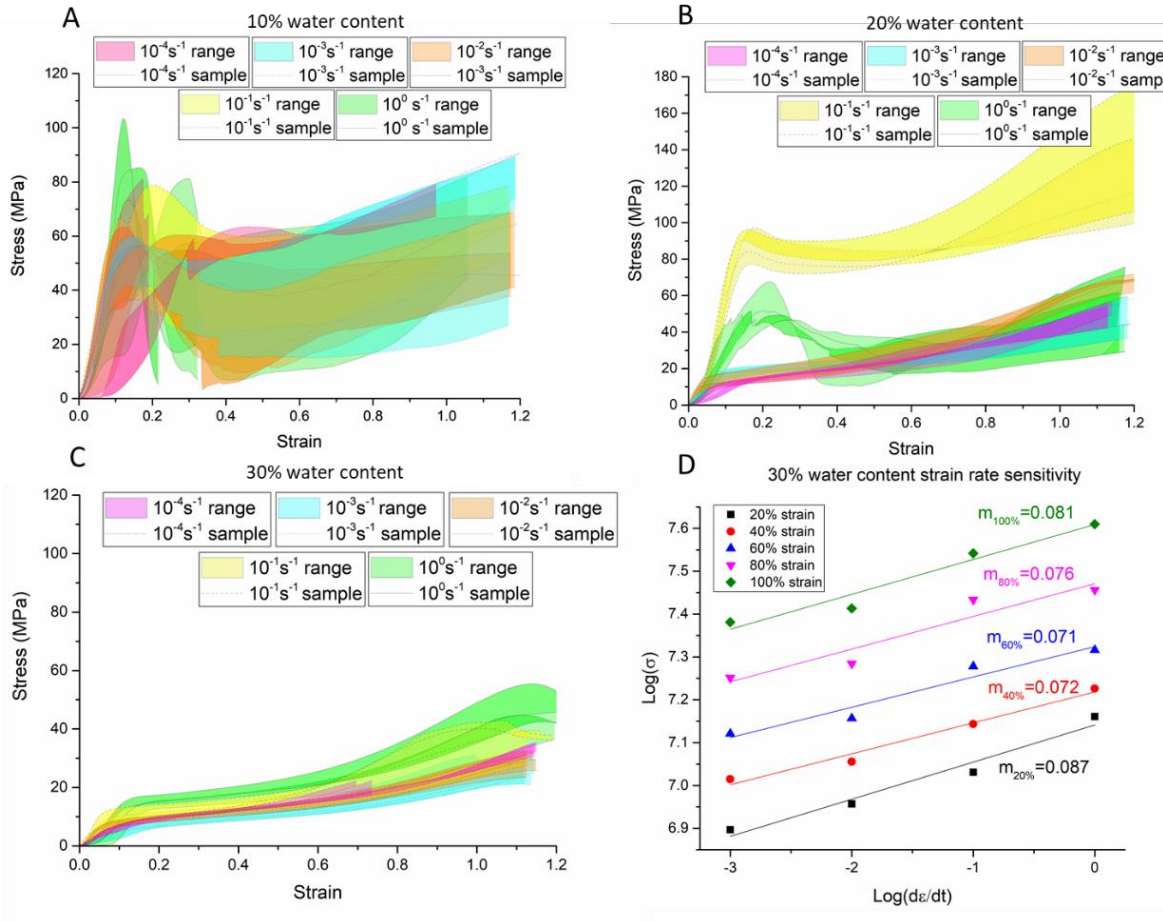 A
10% water content
10⁻⁴s⁻¹ range
10⁻³s⁻¹ range
10⁻²s⁻¹ range
10⁻⁴s⁻¹ sample
10⁻³s⁻¹ sample
10⁻³s⁻¹ sample
10⁻¹s⁻¹ range
10⁰ s⁻¹ range
10⁻¹s⁻¹ sample
10⁰ s⁻¹ sample
Stress (MPa)
120
100
80
60
40
20
0
0.0 0.2 0.4 0.6 0.8 1.0 1.2
Strain
B
20% water content
10⁻⁴s⁻¹ range
10⁻³s⁻¹ range
10⁻²s⁻¹ range
10⁻⁴s⁻¹ sample
10⁻³s⁻¹ sample
10⁻²s⁻¹ samp
10⁻¹s⁻¹ range
10⁰s⁻¹ range
10⁻¹s⁻¹ sample
10⁰s⁻¹ sample
Stress (MPa)
180
160
140
120
100
80
60
40
20
0
0.0 0.2 0.4 0.6 0.8 1.0 1.2
Strain
C
30% water content
10⁻⁴s⁻¹ range
10⁻³s⁻¹ range
10⁻²s⁻¹ range
10⁻⁴s⁻¹ sample
10⁻³s⁻¹ sample
10⁻²s⁻¹ sample
10⁻¹s⁻¹ range
10⁰s⁻¹ range
10⁻¹s⁻¹ sample
10⁰s⁻¹ sample
Stress (MPa)
120
100
80
60
40
20
0
0.0 0.2 0.4 0.6 0.8 1.0 1.2
Strain
D
30% water content strain rate sensitivity
20% strain
40% strain
60% strain
80% strain
100% strain
m₁₀₀%=0.081
m₈₀%=0.076
m₆₀%=0.071
m₄₀%=0.072
m₂₀%=0.087
Log(σ)
7.6
7.5
7.4
7.3
7.2
7.1
7.0
6.9
-3 -2 -1 0
Log(dε/dt)